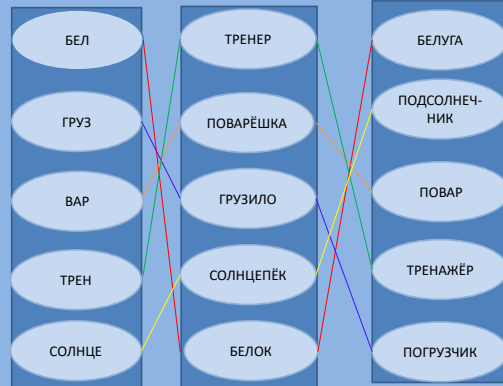 БЕЛ
ГРУЗ
ВАР
ТРЕН
СОЛНЦЕ
ТРЕНЕР
ПОВАРЁШКА
ГРУЗИЛО
СОЛНЦЕПЁК
БЕЛОК
БЕЛУГА
ПОДСОЛНЕЧ-
НИК
ПОВАР
ТРЕНАЖЁР
ПОГРУЗЧИК